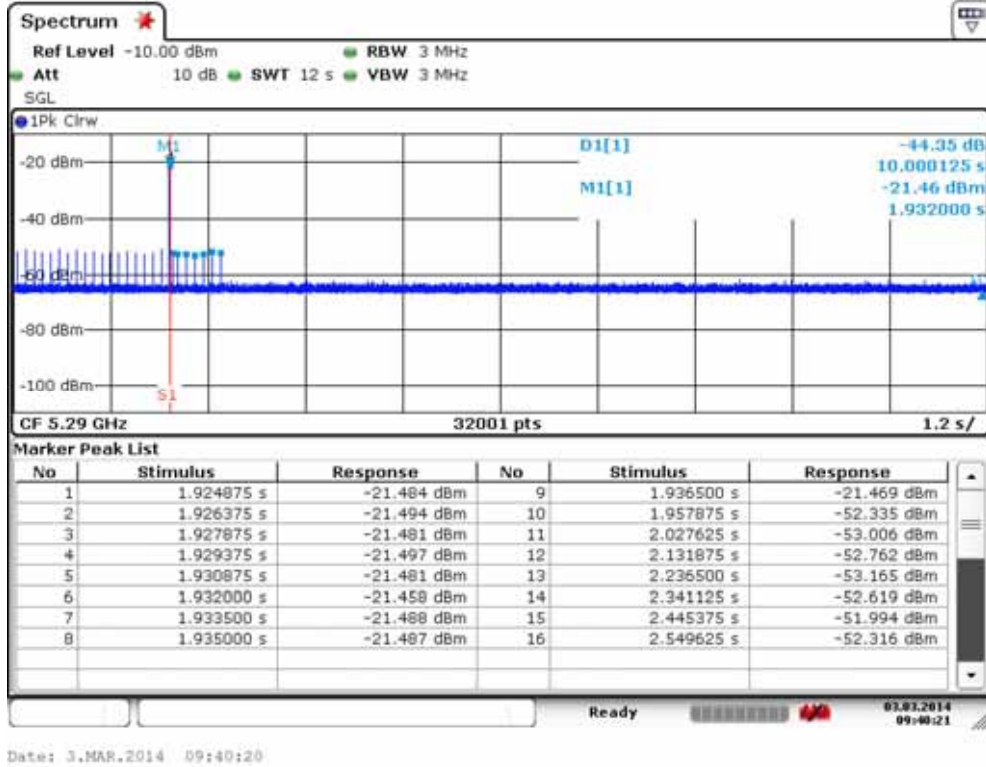 Spectrum
Ref Level -10.00 dBm RBW 3 MHz
Att 10 dB SWT 12 s VBW 3 MHz
SGL
1Pk Clrw
M1 D1[1] -44.35 dB
-20 dBm 10.000125 s
M1[1] -21.46 dBm
-40 dBm 1.932000 s
-60 dBm
-80 dBm
-100 dBm
S1
CF 5.29 GHz 32001 pts 1.2 s/
Marker Peak List
No Stimulus Response No Stimulus Response
1 1.924875 s -21.484 dBm 9 1.936500 s -21.469 dBm
2 1.926375 s -21.494 dBm 10 1.957875 s -52.335 dBm
3 1.927875 s -21.481 dBm 11 2.027625 s -53.006 dBm
4 1.929375 s -21.497 dBm 12 2.131875 s -52.762 dBm
5 1.930875 s -21.481 dBm 13 2.236500 s -53.165 dBm
6 1.932000 s -21.458 dBm 14 2.341125 s -52.619 dBm
7 1.933500 s -21.488 dBm 15 2.445375 s -51.994 dBm
8 1.935000 s -21.487 dBm 16 2.549625 s -52.316 dBm
Ready 03.03.2014
09:40:21
Date: 3.MAR.2014 09:40:20